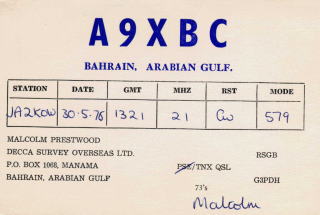 A9XBC
BAHRAIN, ARABIAN GULF.
STATION DATE GMT MHZ RST MODE
JA2KOW 30-5-76 1321 21 CW 579
MALCOLM PRESTWOOD
DECCA SURVEY OVERSEAS LTD. RSGB
P.O. BOX 1068, MANAMA PSE/TNX QSL
BAHRAIN, ARABIAN GULF G3PDH
73's
Malcolm